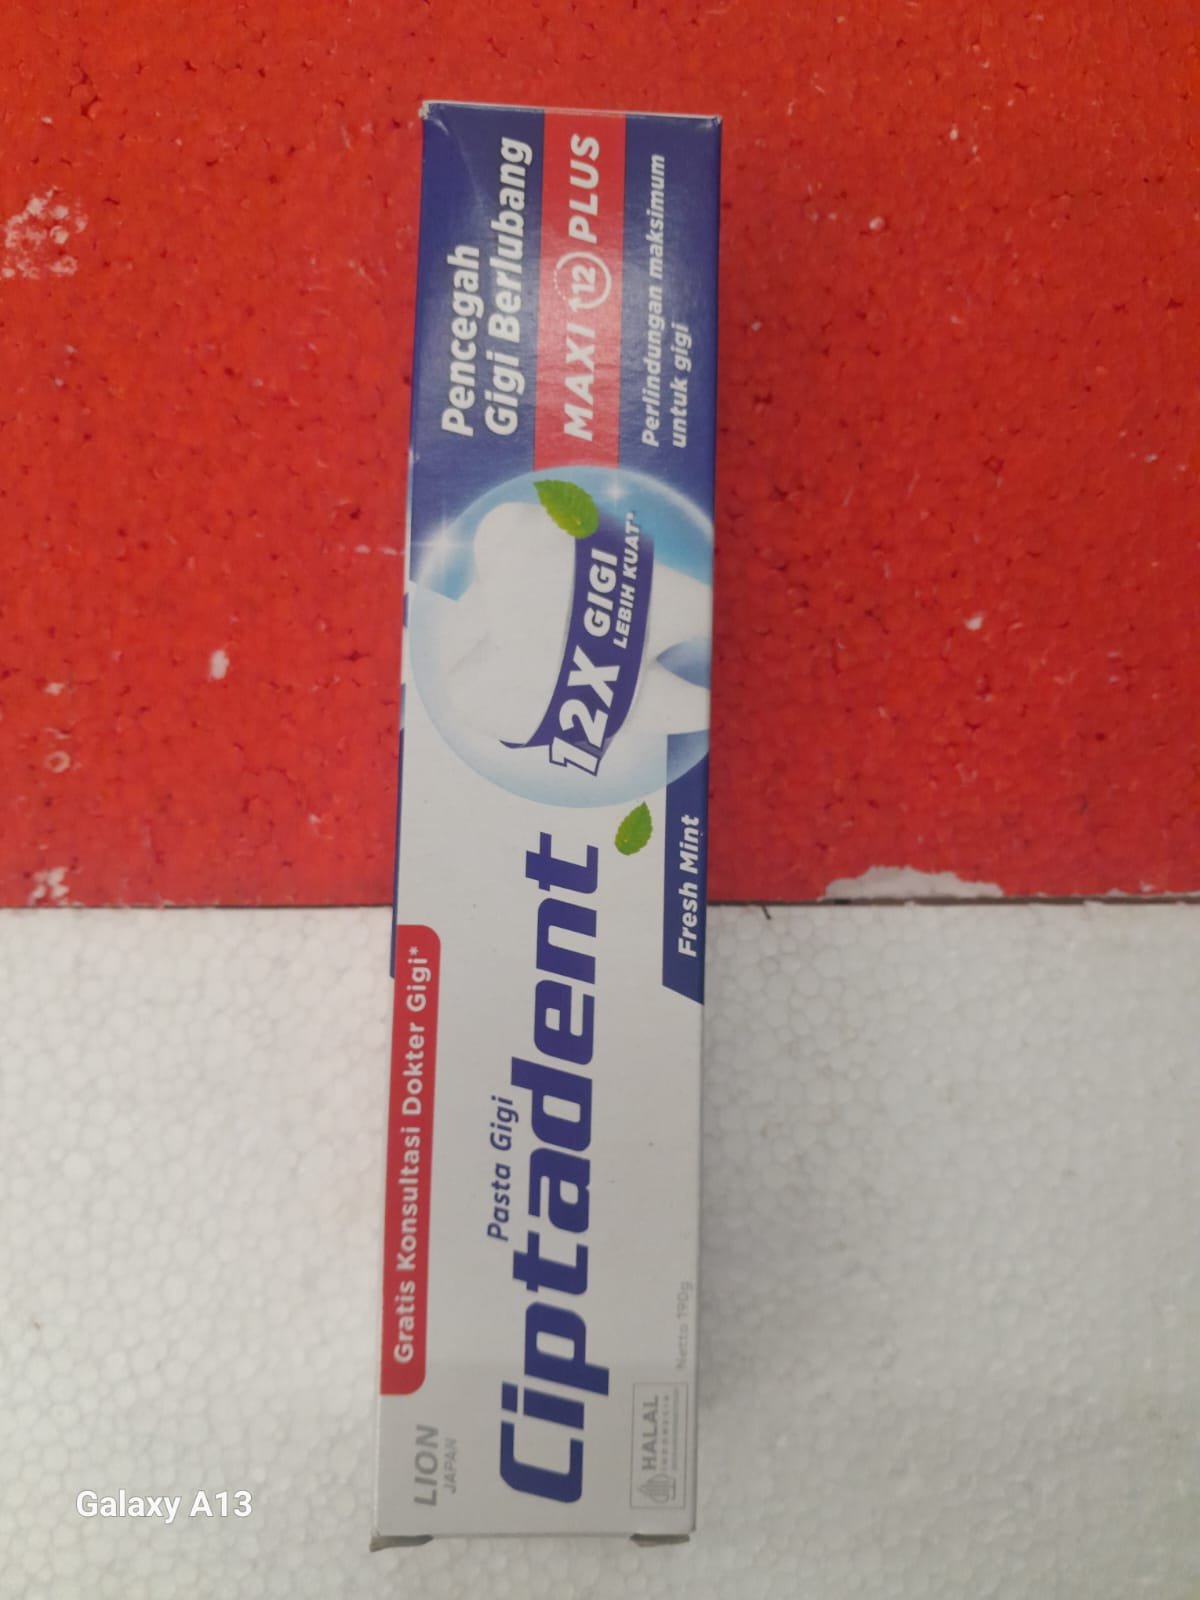 LION
JAPAN
Gratis Konsultasi Dokter Gigi*
Pasta Gigi
Ciptadent
HALAL
INDONESIA
Netto 190g
Fresh Mint
12X GIGI
LEBIH KUAT*
Pencegah
Gigi Berlubang
MAXI 12 PLUS
Perlindungan maksimum
untuk gigi
Galaxy A13